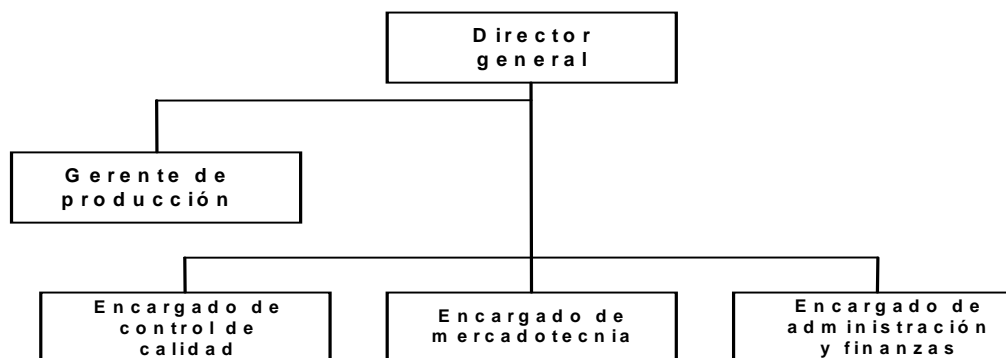 Director
general
Gerente de
producción
Encargado de
control de
calidad
Encargado de
mercadotecnia
Encargado de
administración
y finanzas